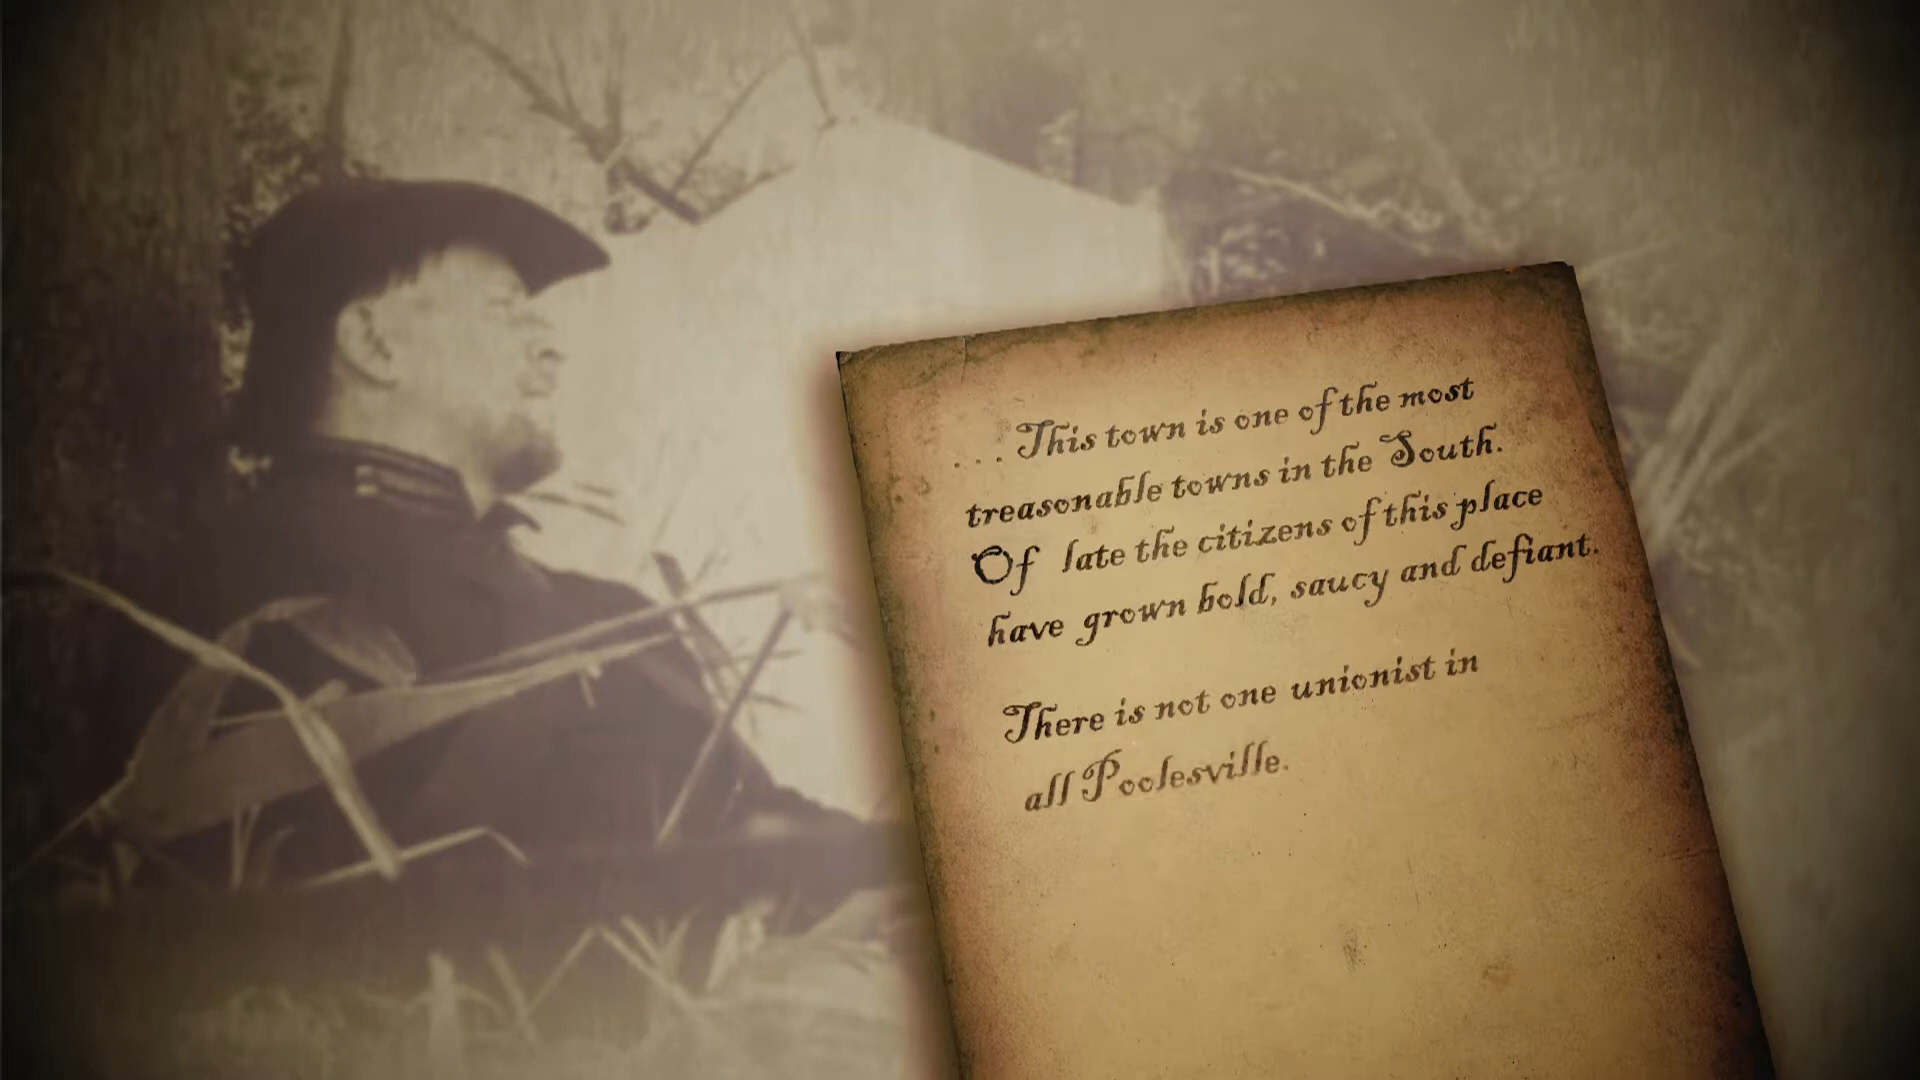 . . . This town is one of the most
treasonable towns in the South.
Of late the citizens of this place
have grown bold, saucy and defiant.
There is not one unionist in
all Poolesville.